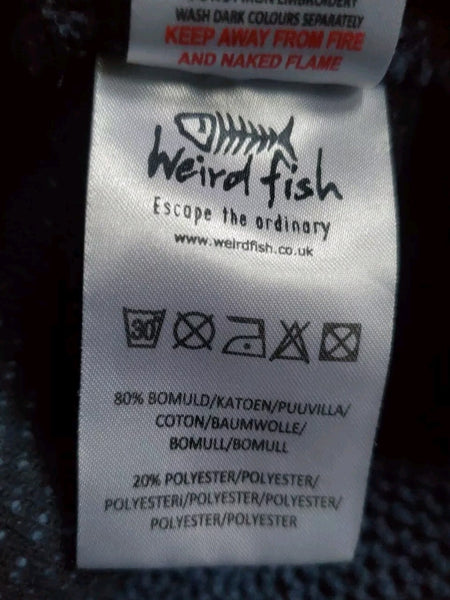 WASH DARK COLOURS SEPARATELY
KEEP AWAY FROM FIRE
AND NAKED FLAME
Weird fish
Escape the ordinary
www.weirdfish.co.uk
30
80% BOMULD/KATOEN/PUUVILLA/
COTON/BAUMWOLLE/
BOMULL/BOMULL
20% POLYESTER/POLYESTER/
POLYESTERI/POLYESTER/POLYESTER/
POLYESTER/POLYESTER